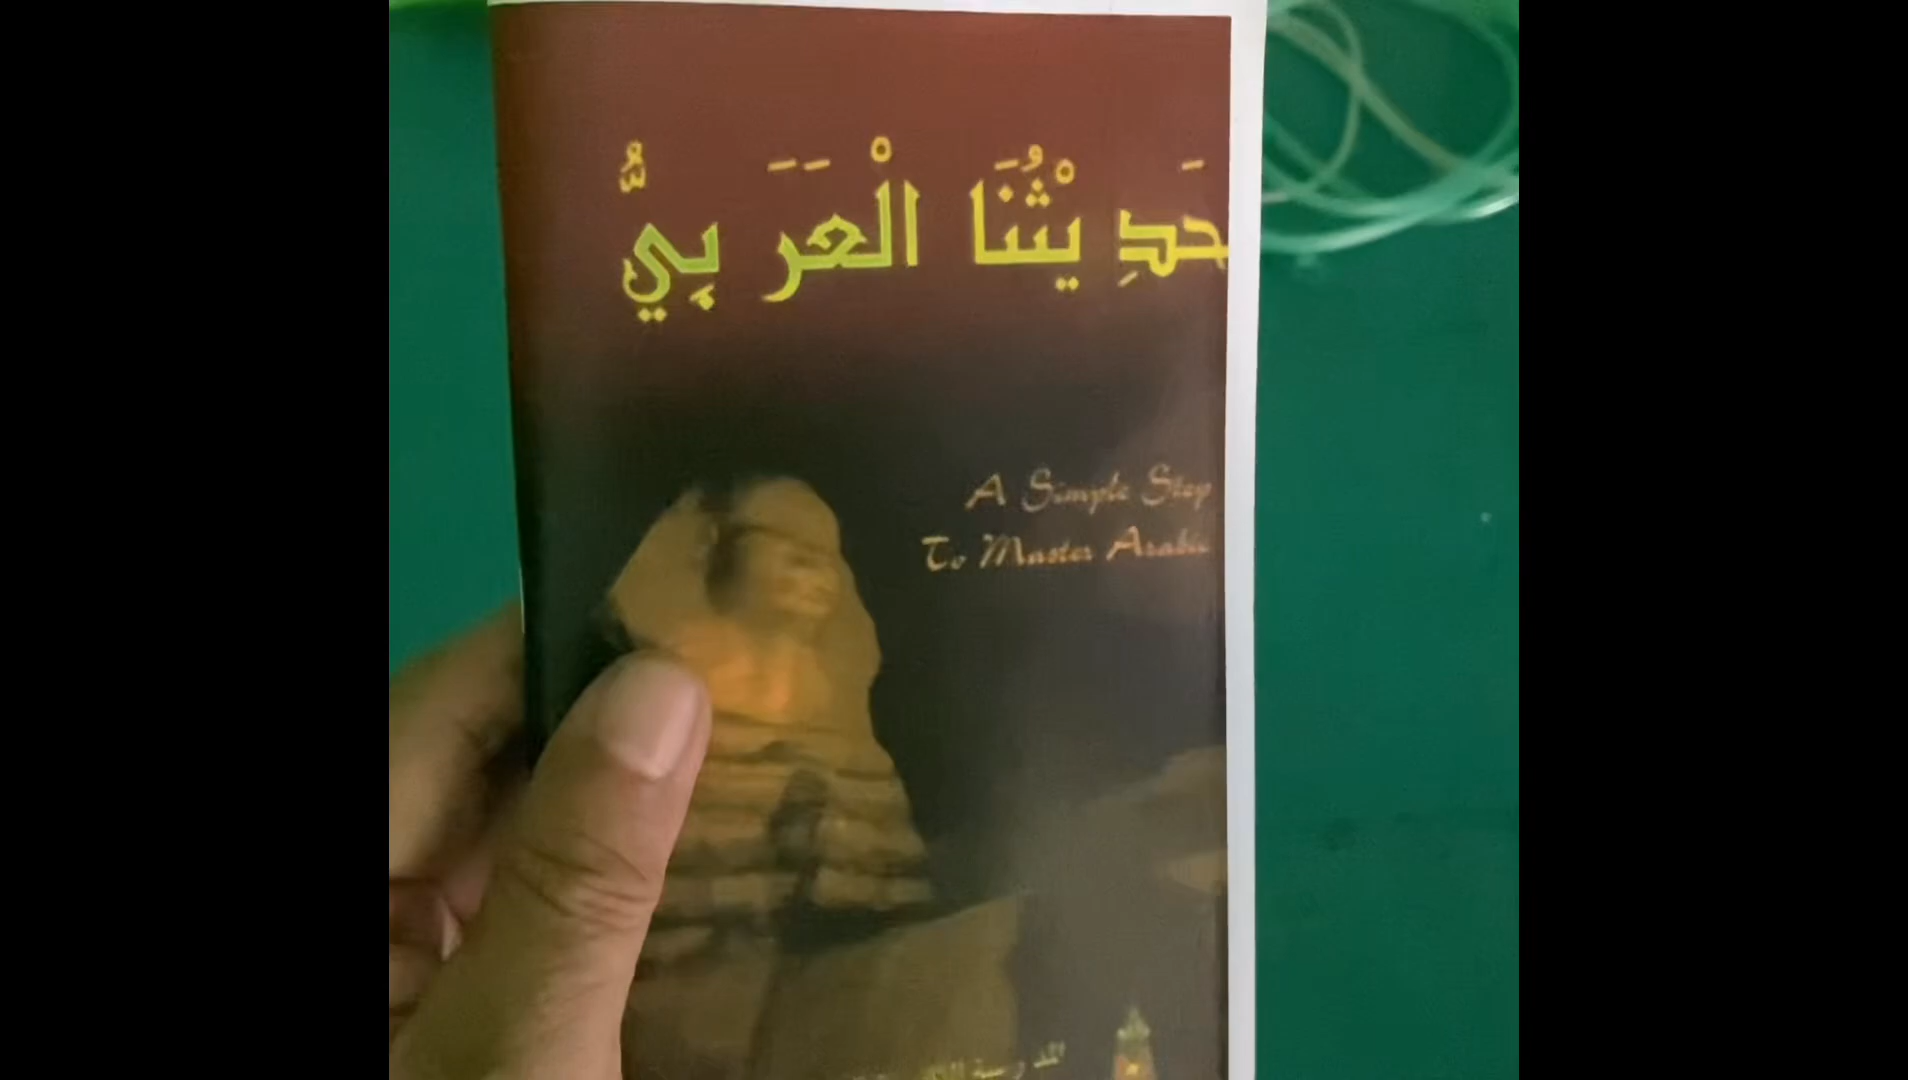 حَدِيْثُنَا الْعَرَبِيُّ
A Simple Step
To Master Arabic